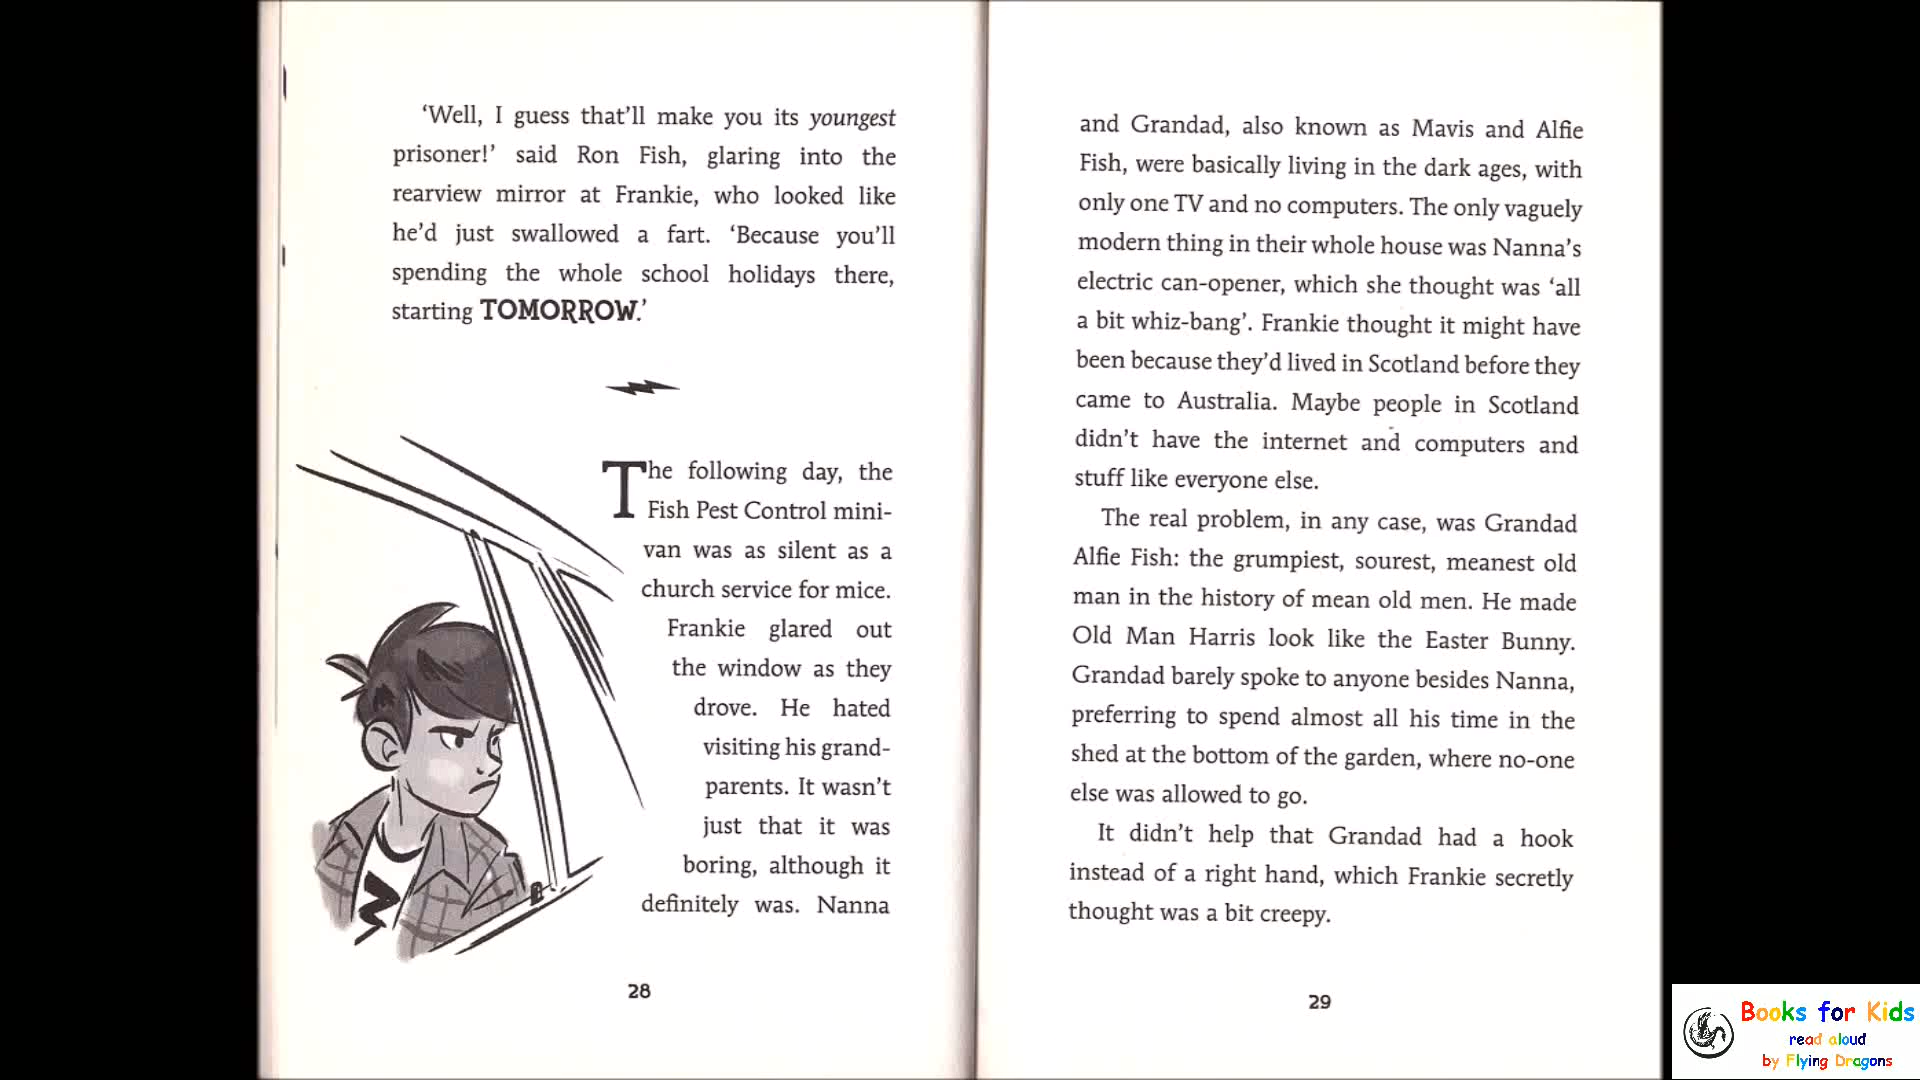 ‘Well, I guess that’ll make you its youngest
prisoner!’ said Ron Fish, glaring into the
rearview mirror at Frankie, who looked like
he’d just swallowed a fart. ‘Because you’ll
spending the whole school holidays there,
starting TOMORROW.’
The following day, the
Fish Pest Control mini-
van was as silent as a
church service for mice.
Frankie glared out
the window as they
drove. He hated
visiting his grand-
parents. It wasn’t
just that it was
boring, although it
definitely was. Nanna
28
and Grandad, also known as Mavis and Alfie
Fish, were basically living in the dark ages, with
only one TV and no computers. The only vaguely
modern thing in their whole house was Nanna’s
electric can-opener, which she thought was ‘all
a bit whiz-bang’. Frankie thought it might have
been because they’d lived in Scotland before they
came to Australia. Maybe people in Scotland
didn’t have the internet and computers and
stuff like everyone else.
The real problem, in any case, was Grandad
Alfie Fish: the grumpiest, sourest, meanest old
man in the history of mean old men. He made
Old Man Harris look like the Easter Bunny.
Grandad barely spoke to anyone besides Nanna,
preferring to spend almost all his time in the
shed at the bottom of the garden, where no-one
else was allowed to go.
It didn’t help that Grandad had a hook
instead of a right hand, which Frankie secretly
thought was a bit creepy.
29
Books for Kids
read aloud
by Flying Dragons